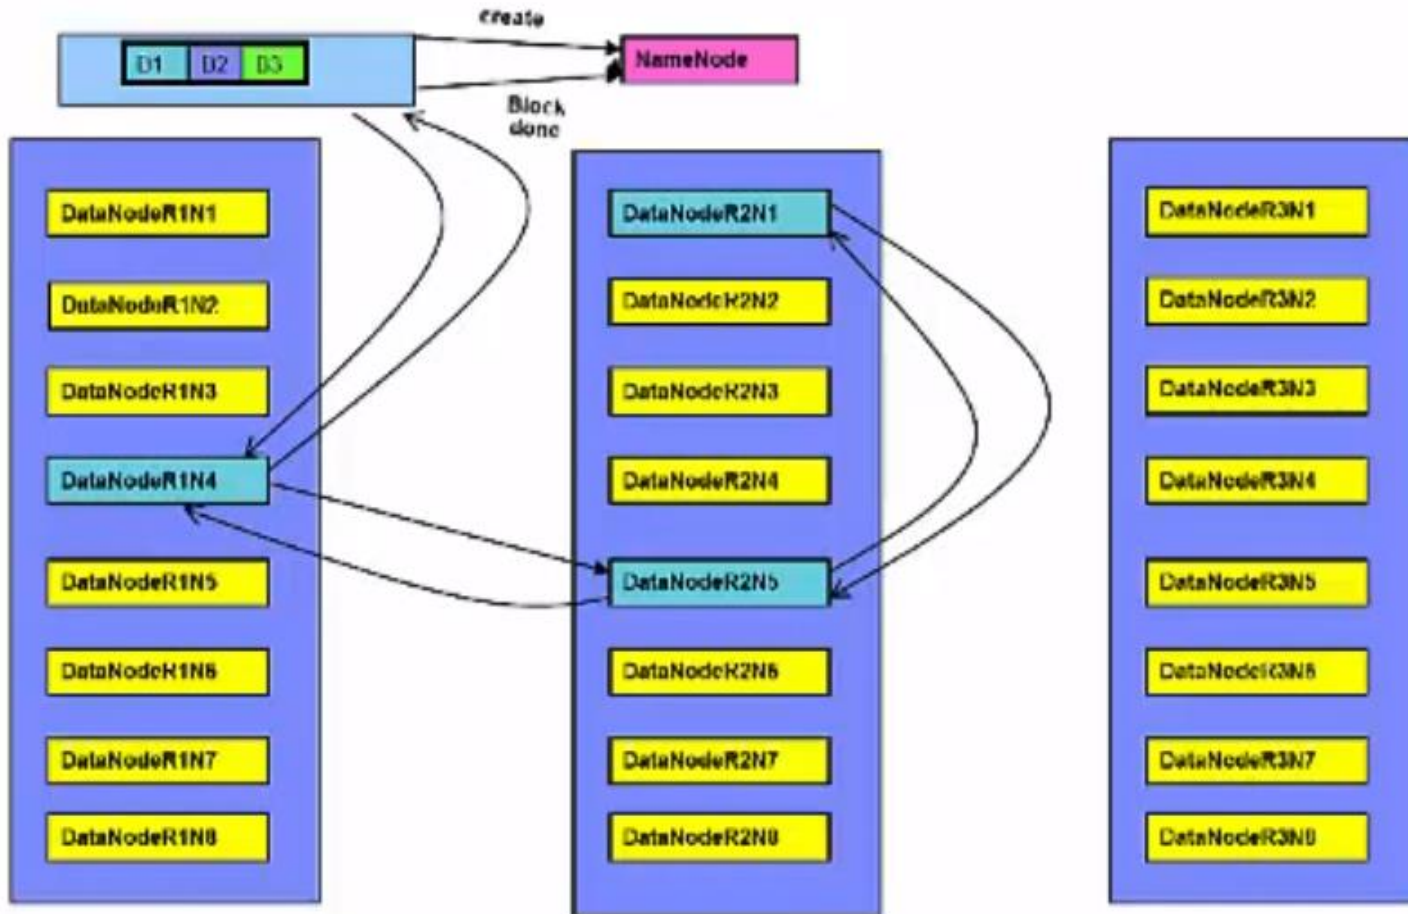 create
D1 D2 D3
NameNode
Block
done
DataNodeR1N1
DataNodeR1N2
DataNodeR1N3
DataNodeR1N4
DataNodeR1N5
DataNodeR1N6
DataNodeR1N7
DataNodeR1N8
DataNodeR2N1
DataNodeR2N2
DataNodeR2N3
DataNodeR2N4
DataNodeR2N5
DataNodeR2N6
DataNodeR2N7
DataNodeR2N8
DataNodeR3N1
DataNodeR3N2
DataNodeR3N3
DataNodeR3N4
DataNodeR3N5
DataNodeR3N6
DataNodeR3N7
DataNodeR3N8